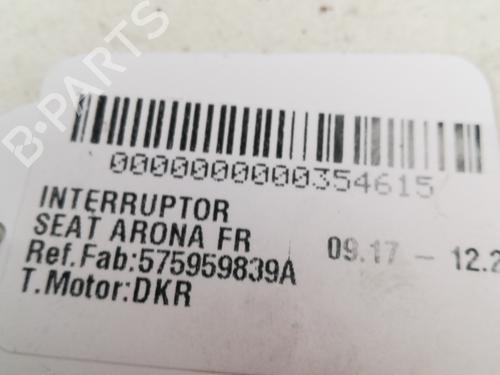 B-PARTS
0000000000354615
INTERRUPTOR
SEAT ARONA FR
09.17 - 12.2
Ref.Fab:575959839A
T.Motor:DKR